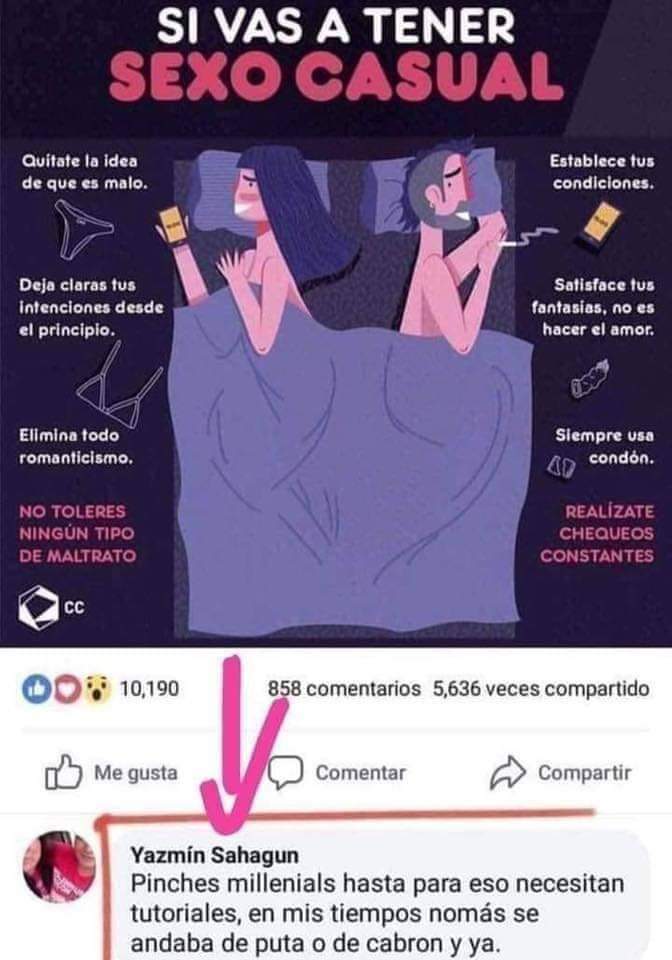 SI VAS A TENER
SEXO CASUAL
Quítate la idea
de que es malo.
Deja claras tus
intenciones desde
el principio.
Elimina todo
romanticismo.
NO TOLERES
NINGÚN TIPO
DE MALTRATO
CC
Establece tus
condiciones.
Satisface tus
fantasías, no es
hacer el amor.
Siempre usa
condón.
REALÍZATE
CHEQUEOS
CONSTANTES
10,190
858 comentarios 5,636 veces compartido
Me gusta
Comentar
Compartir
Yazmín Sahagun
Pinches millenials hasta para eso necesitan
tutoriales, en mis tiempos nomás se
andaba de puta o de cabron y ya.